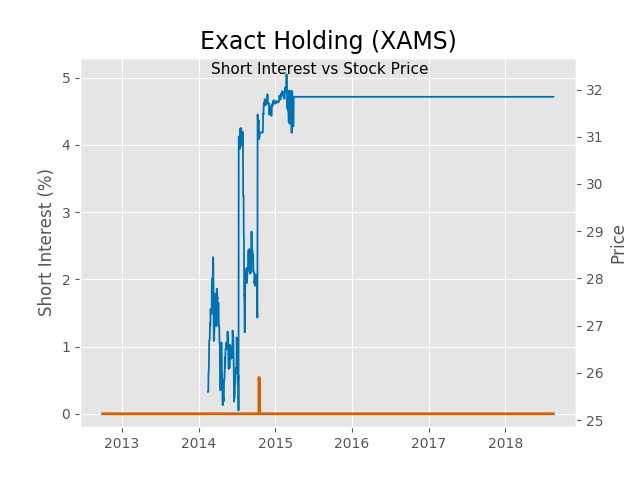 Exact Holding (XAMS)
Short Interest vs Stock Price
Short Interest (%)
5
4
3
2
1
0
32
31
30
29
28
27
26
25
Price
2013 2014 2015 2016 2017 2018